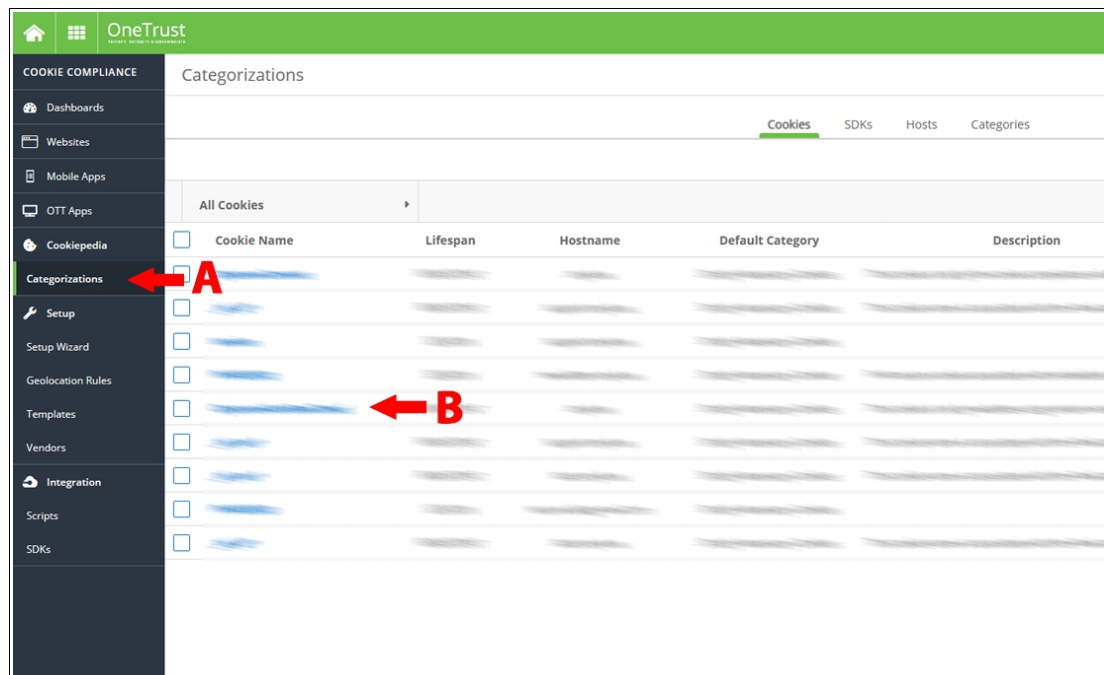 OneTrust
COOKIE COMPLIANCE
Categorizations
Dashboards
Cookies SDKs Hosts Categories
Websites
Mobile Apps
OTT Apps
All Cookies
Cookiepedia
Cookie Name Lifespan Hostname Default Category Description
Categorizations
A
Setup
Setup Wizard
Geolocation Rules
Templates
B
Vendors
Integration
Scripts
SDKs